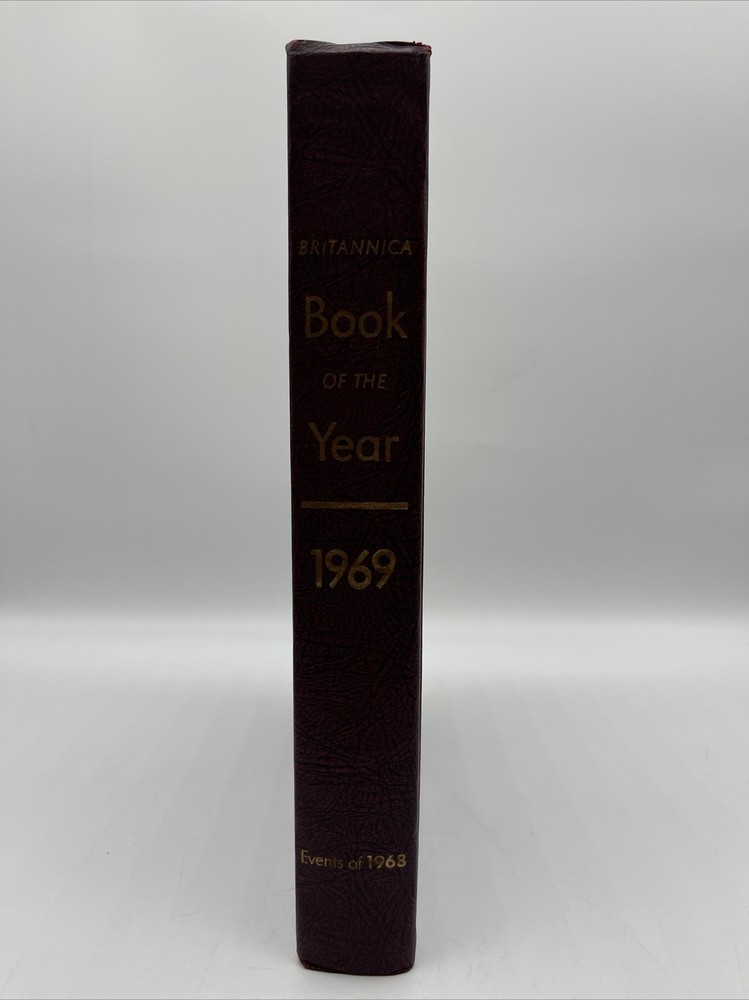 BRITANNICA
Book
OF THE
Year
1969
Events of 1968